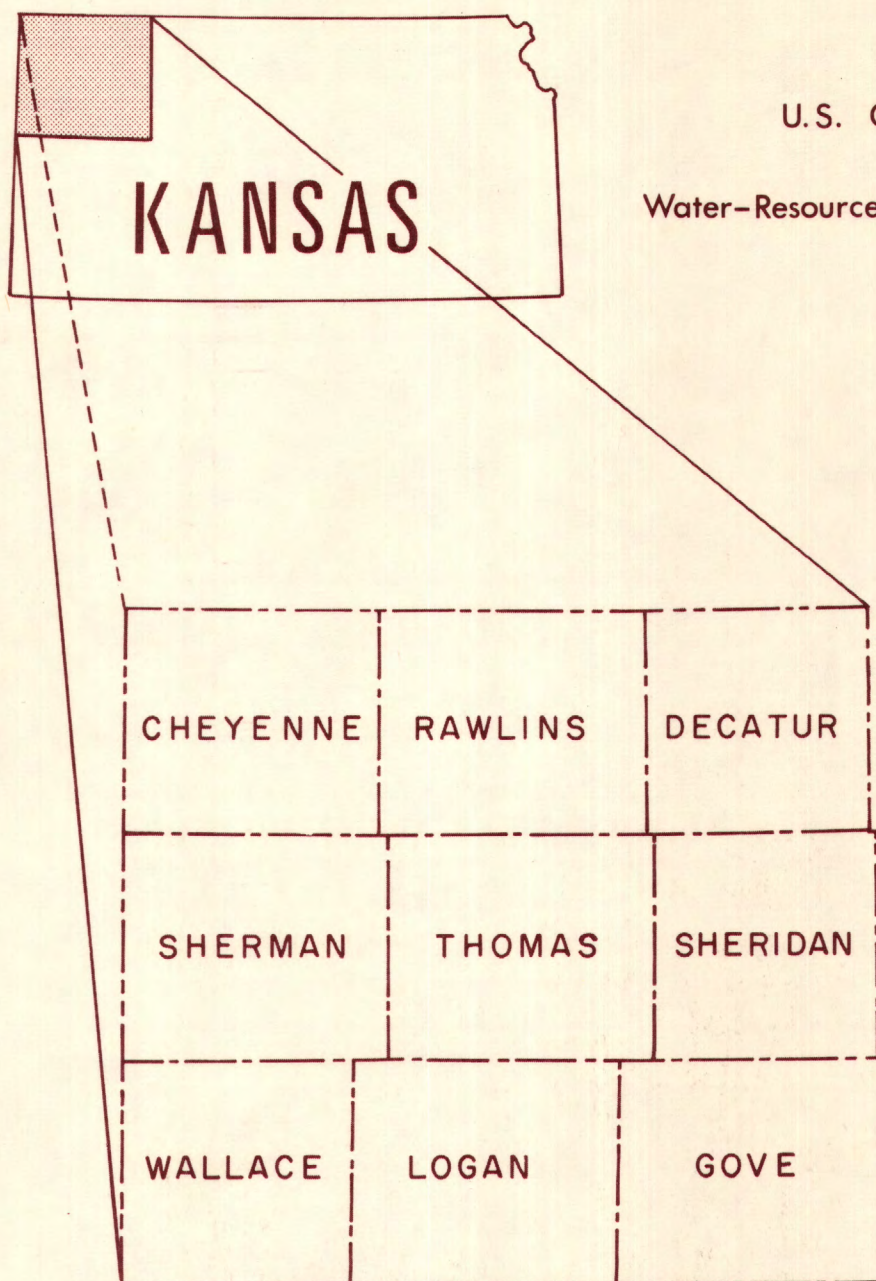 U.S.
KANSAS
Water-Resource
CHEYENNE RAWLINS DECATUR
SHERMAN THOMAS SHERIDAN
WALLACE LOGAN GOVE